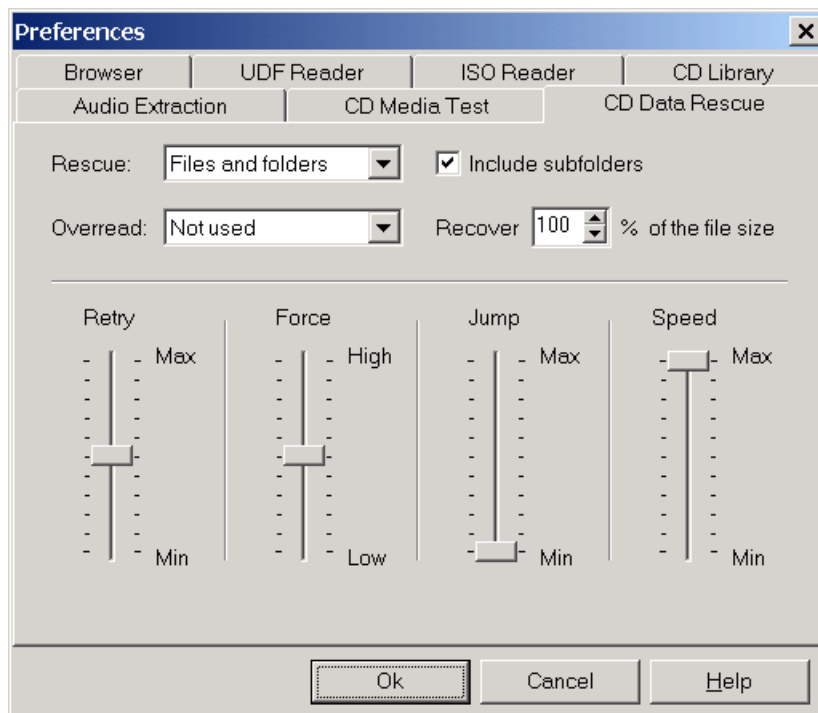 Preferences
Browser UDF Reader ISO Reader CD Library
Audio Extraction CD Media Test CD Data Rescue
Rescue: Files and folders Include subfolders
Overread: Not used Recover 100 % of the file size
Retry Force Jump Speed
Max High Max Max
Min Low Min Min
Ok Cancel Help